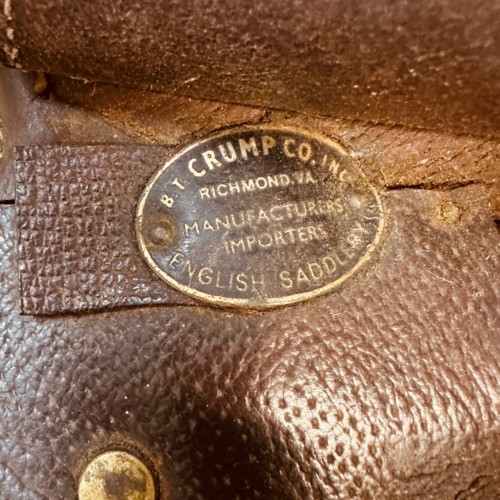 B. T. CRUMP CO. INC.
RICHMOND, VA.
MANUFACTURERS
IMPORTERS
ENGLISH SADDLERY